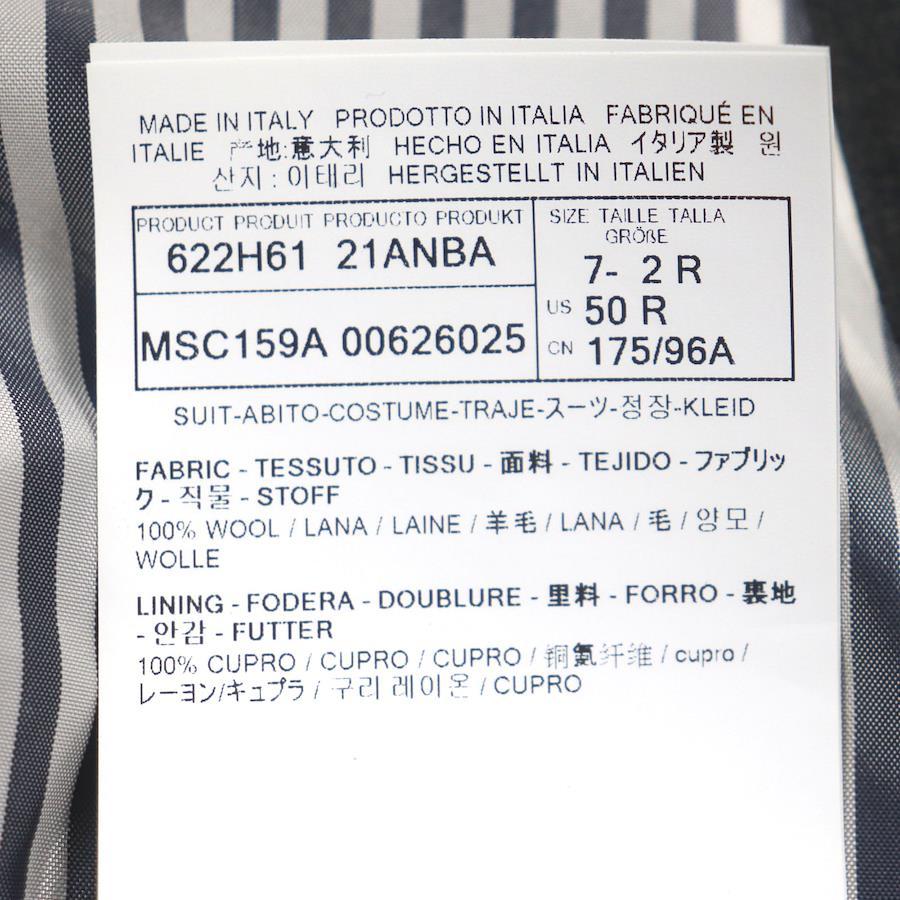 MADE IN ITALY PRODOTTO IN ITALIA FABRIQUÉ EN
ITALIE 产地:意大利 HECHO EN ITALIA イタリア製 원
산지 : 이태리 HERGESTELLT IN ITALIEN
PRODUCT PRODUIT PRODUCTO PRODUKT
622H61 21ANBA
MSC159A 00626025
SIZE TAILLE TALLA
GRÖßE
7- 2 R
US 50 R
CN 175/96A
SUIT-ABITO-COSTUME-TRAJE-スーツ-정장-KLEID
FABRIC - TESSUTO - TISSU - 面料 - TEJIDO - ファブリッ
ク - 직물 - STOFF
100% WOOL / LANA / LAINE / 羊毛 / LANA / 毛 / 양모 /
WOLLE
LINING - FODERA - DOUBLURE - 里料 - FORRO - 裏地
- 안감 - FUTTER
100% CUPRO / CUPRO / CUPRO / 铜氨纤维 / cupro /
レーヨン/キュプラ / 구리 레이온 / CUPRO